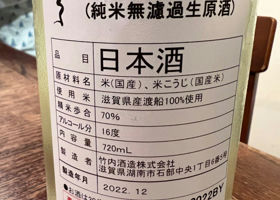 (純米無濾過生原酒)
品目 日本酒
原材料名 米(国産)、米こうじ(国産米)
使用米 滋賀県産渡船100%使用
精米歩合 70%
アルコール分 16度
内容量 720mL
製造者 竹内酒造株式会社
滋賀県湖南市石部中央1丁目6番5号
製造年月 2022.12
2022BY